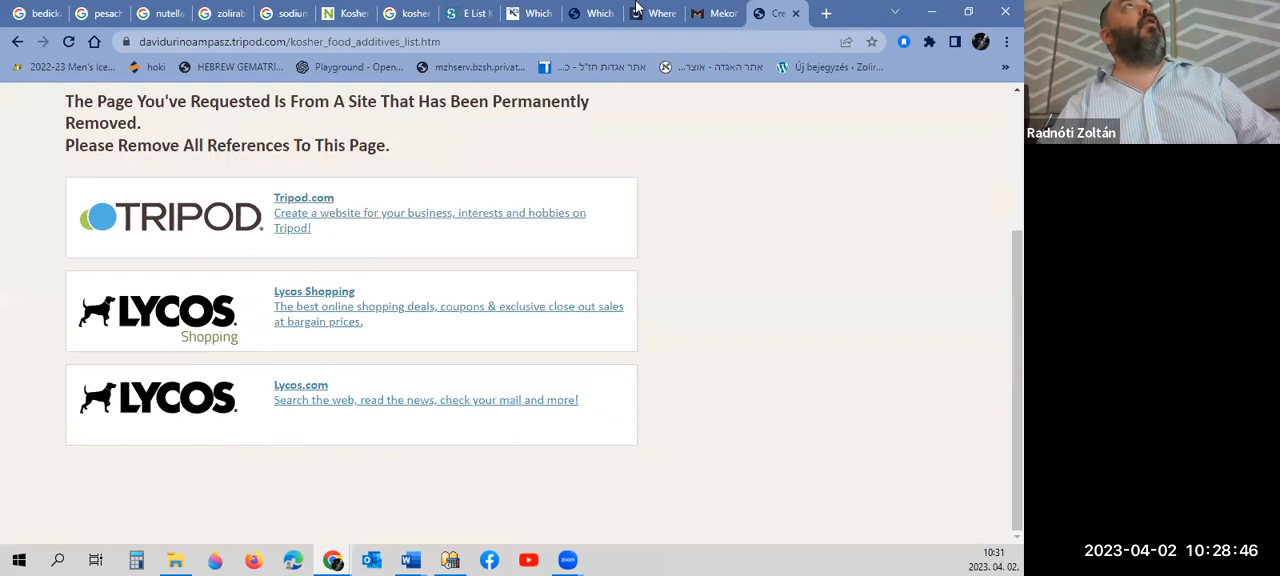 bedick
pesach
nutell
zolirab
sodiun
Koshe
kosher
E List
Which
Which
Where
Mekor
Cre
davidurinoampasz.tripod.com/kosher_food_additives_list.htm
2022-23 Men's Ice...
hoki
HEBREW GEMATRI...
Playground - Open...
mzhserv.bzsh.privat...
אתר אגדות חז"ל - כ...
אתר האגדה - אוצר...
Új bejegyzés ‹ Zolir...
The Page You've Requested Is From A Site That Has Been Permanently
Removed.
Please Remove All References To This Page.
TRIPOD
Tripod.com
Create a website for your business, interests and hobbies on
Tripod!
LYCOS
Shopping
Lycos Shopping
The best online shopping deals, coupons & exclusive close out sales
at bargain prices.
LYCOS
Lycos.com
Search the web, read the news, check your mail and more!
Radnóti Zoltán
10:31
2023. 04. 02.
2023-04-02 10:28:46